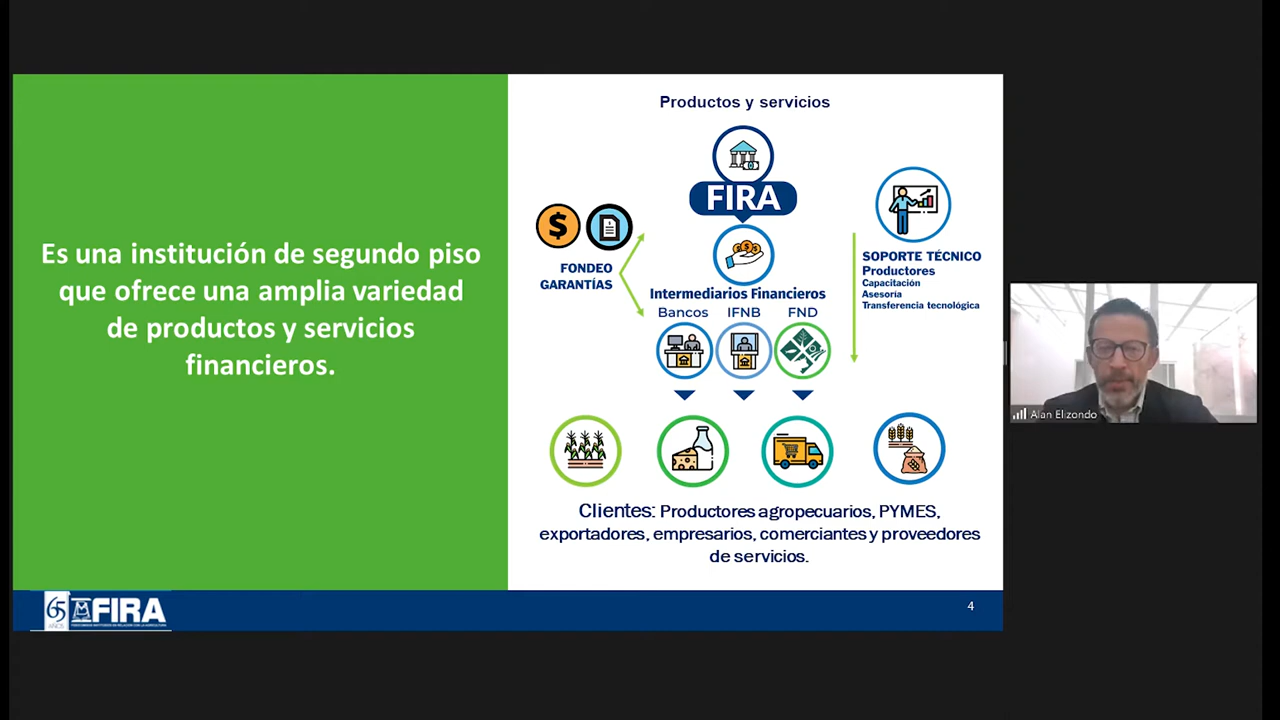 Es una institución de segundo piso
que ofrece una amplia variedad
de productos y servicios
financieros.
Productos y servicios
FIRA
FONDEO
GARANTÍAS
Intermediarios Financieros
Bancos IFNB FND
SOPORTE TÉCNICO
Productores
Capacitación
Asesoría
Transferencia tecnológica
Clientes: Productores agropecuarios, PYMES,
exportadores, empresarios, comerciantes y proveedores
de servicios.
65
AÑOS
FIRA
4
Alan Elizondo